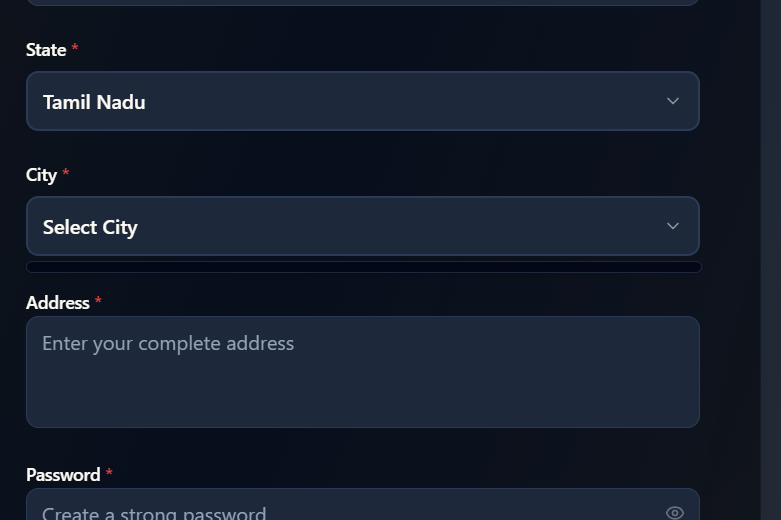 State *
Tamil Nadu
City *
Select City
Address *
Enter your complete address
Password *
Create a strong password